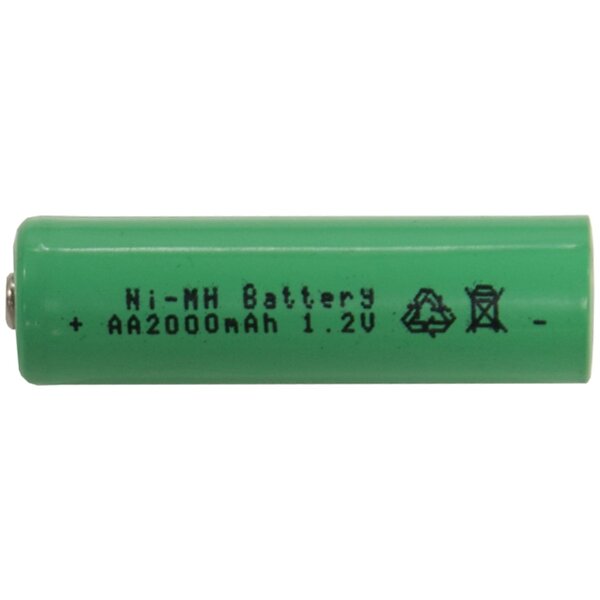 Ni-MH Battery
+ AA2000mAh 1.2V -